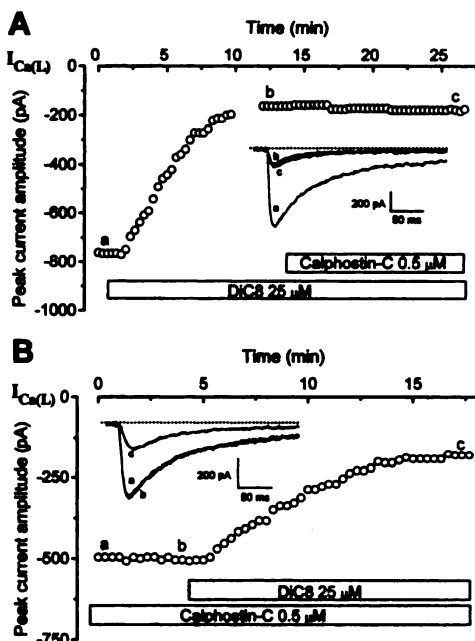 A
Time (min)
0 5 10 15 20 25
I Ca(L)
Peak current amplitude (pA)
0
-200
-400
-600
-800
-1000
a
b
c
b
c
a
200 pA
80 ms
Calphostin-C 0.5 μM
DiC8 25 μM
B
Time (min)
0 5 10 15
I Ca(L)
Peak current amplitude (pA)
0
-250
-500
-750
a
b
c
c
a
b
200 pA
80 ms
DiC8 25 μM
Calphostin-C 0.5 μM